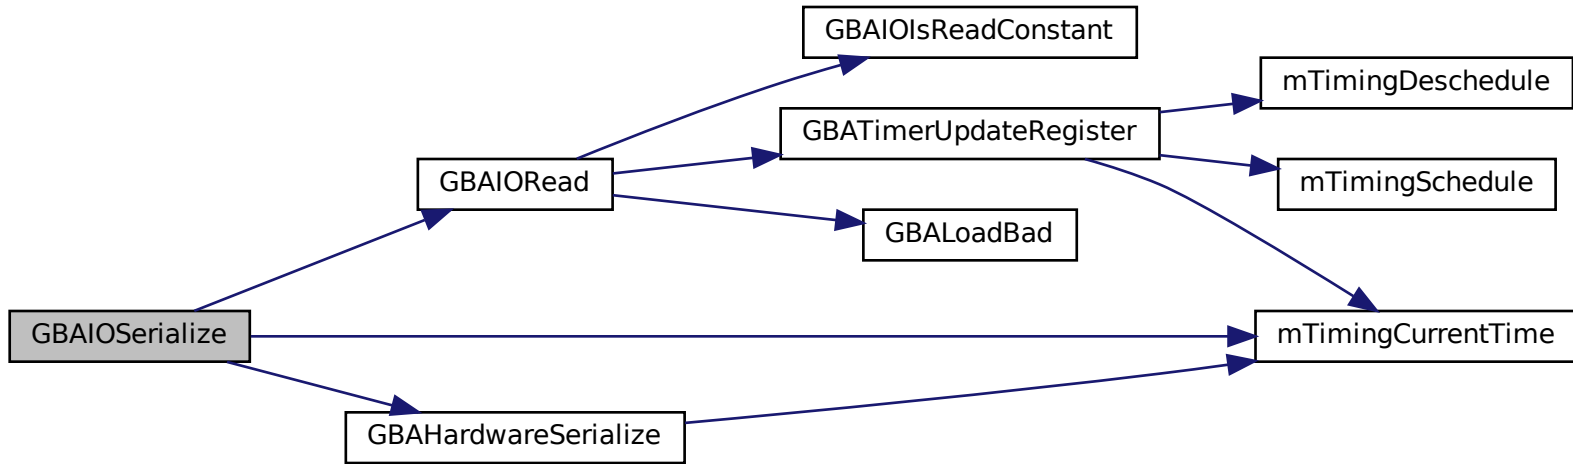 GBAIOIsReadConstant
mTimingDeschedule
GBATimerUpdateRegister
GBAIORead
mTimingSchedule
GBALoadBad
GBAIOSerialize
mTimingCurrentTime
GBAHardwareSerialize